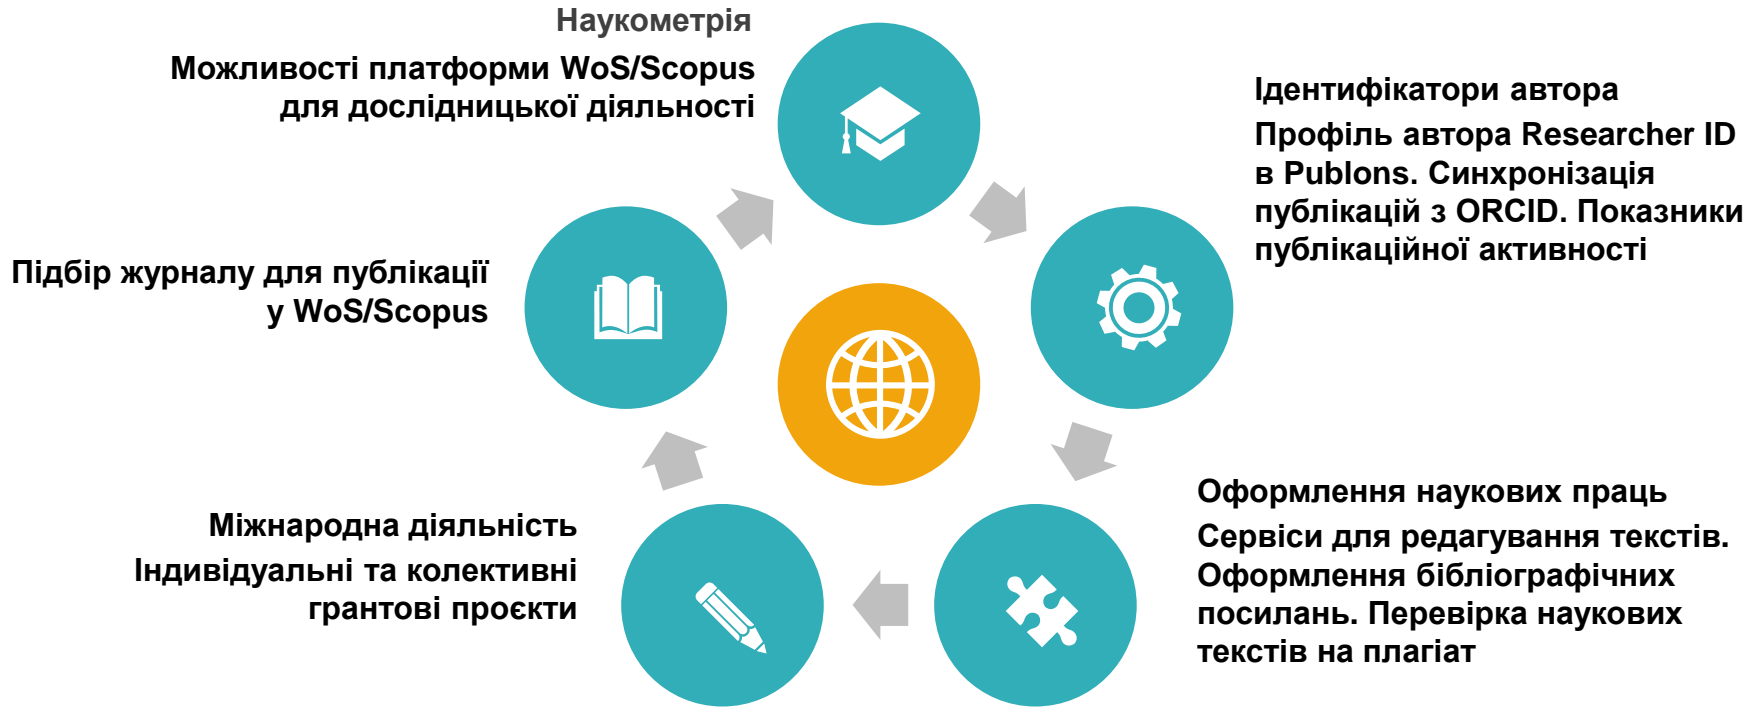 Наукометрія
Можливості платформи WoS/Scopus
для дослідницької діяльності
Ідентифікатори автора
Профіль автора Researcher ID
в Publons. Синхронізація
публікацій з ORCID. Показники
публікаційної активності
Оформлення наукових праць
Сервіси для редагування текстів.
Оформлення бібліографічних
посилань. Перевірка наукових
текстів на плагіат
Міжнародна діяльність
Індивідуальні та колективні
грантові проєкти
Підбір журналу для публікації
у WoS/Scopus